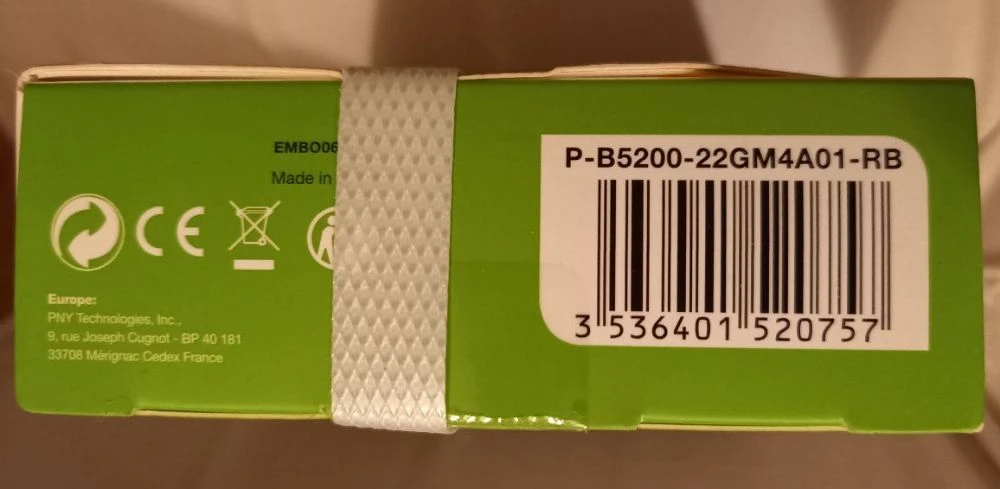 EMBO06
Made in
CE
Europe:
PNY Technologies, Inc.,
9, rue Joseph Cugnot - BP 40 181
33708 Mérignac Cedex France
P-B5200-22GM4A01-RB
3 536401 520757